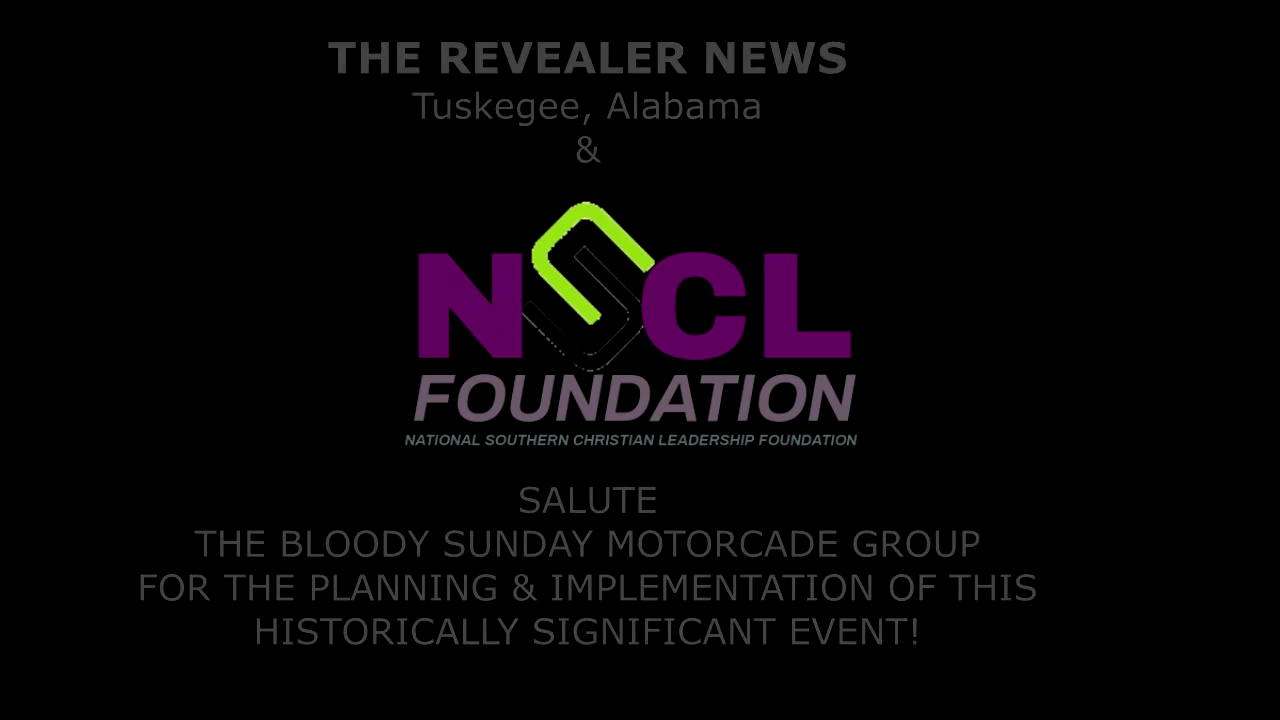 THE REVEALER NEWS
Tuskegee, Alabama
&
NSCL
FOUNDATION
NATIONAL SOUTHERN CHRISTIAN LEADERSHIP FOUNDATION
SALUTE
THE BLOODY SUNDAY MOTORCADE GROUP
FOR THE PLANNING & IMPLEMENTATION OF THIS
HISTORICALLY SIGNIFICANT EVENT!